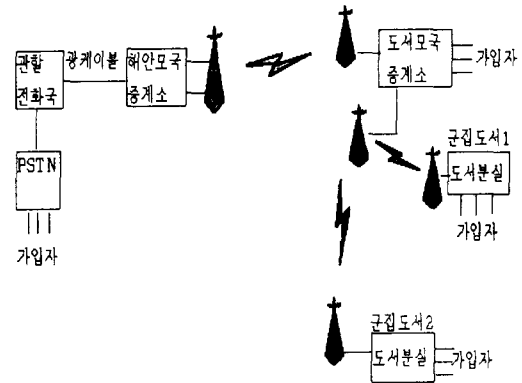 관할
전화국
광케이블
해안모국
중계소
PSTN
가입자
도서모국
중계소
가입자
군집도서1
도서분실
가입자
군집도서2
도서분실
가입자